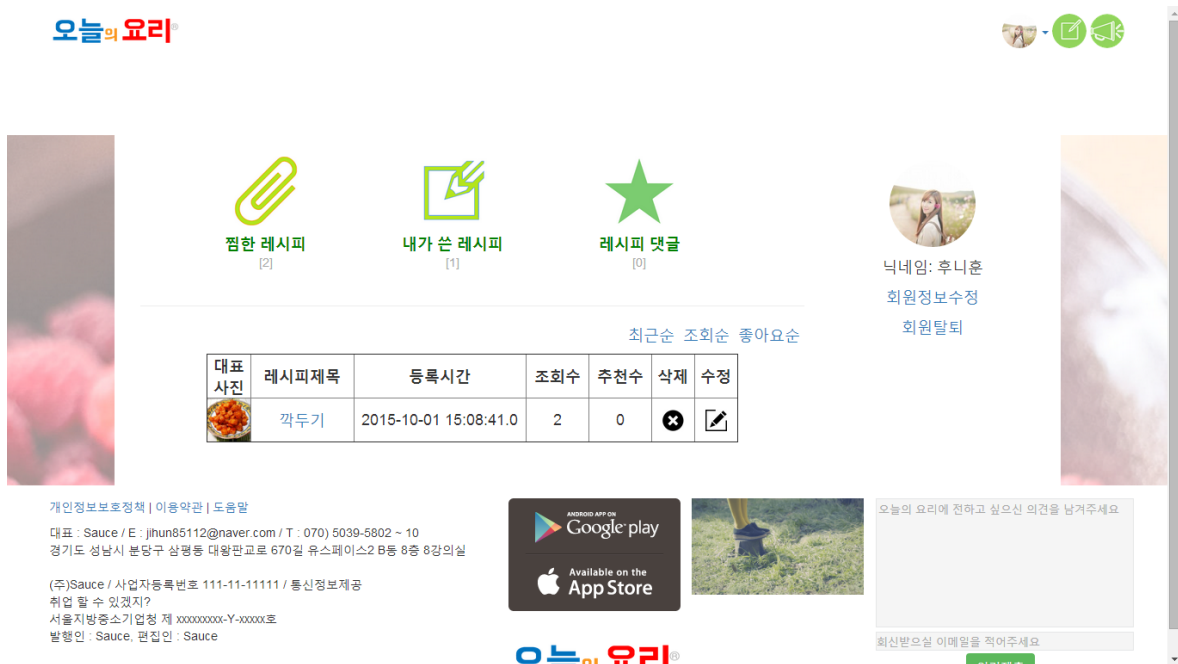 오늘의 요리®
찜한 레시피
[2]
내가 쓴 레시피
[1]
레시피 댓글
[0]
닉네임: 후니훈
회원정보수정
회원탈퇴
최근순 조회순 좋아요순
대표 사진 레시피제목 등록시간 조회수 추천수 삭제 수정
깍두기 2015-10-01 15:08:41.0 2 0
개인정보보호정책 | 이용약관 | 도움말
대표 : Sauce / E : jihun85112@naver.com / T : 070) 5039-5802 ~ 10
경기도 성남시 분당구 삼평동 대왕판교로 670길 유스페이스2 B동 8층 8강의실
(주)Sauce / 사업자등록번호 111-11-11111 / 통신정보제공
취업 할 수 있겠지?
서울지방중소기업청 제 xxxxxxxxx-Y-xxxxx호
발행인 : Sauce, 편집인 : Sauce
ANDROID APP ON
Google play
Available on the
App Store
오늘의 요리®
오늘의 요리에 전하고 싶으신 의견을 남겨주세요
회신받으실 이메일을 적어주세요